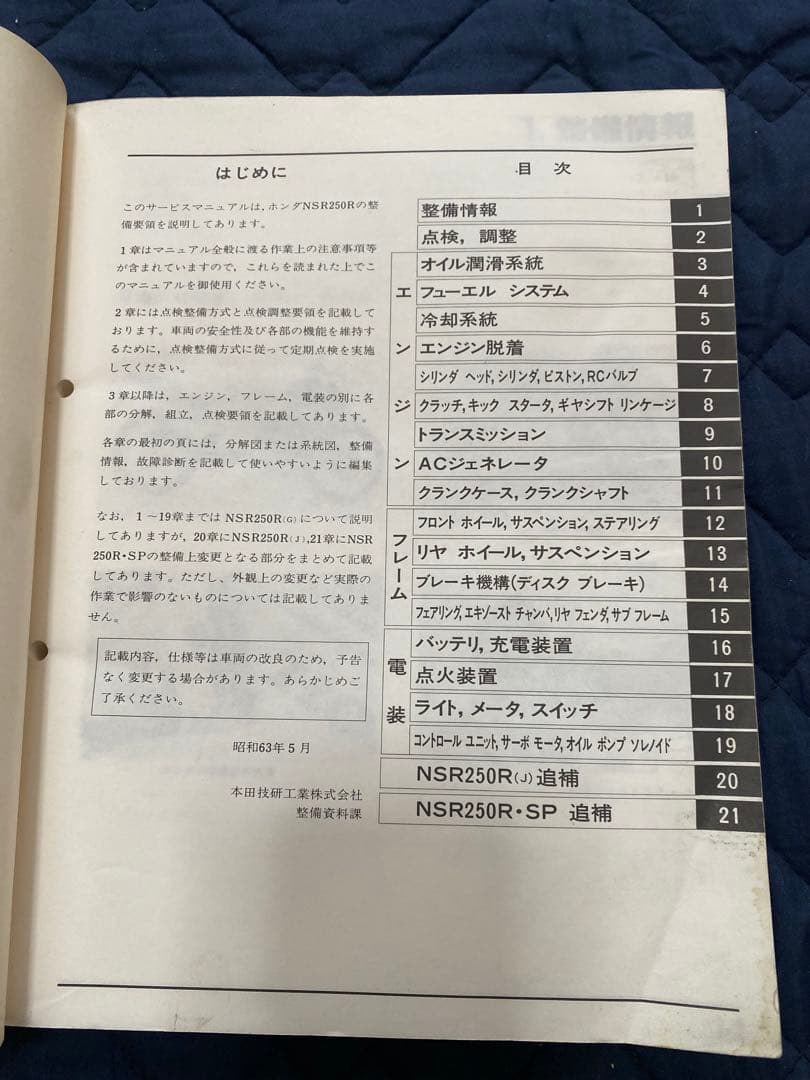 はじめに
このサービスマニュアルは,ホンダNSR250Rの整
備要領を説明してあります。
1章はマニュアル全般に渡る作業上の注意事項等
が含まれていますので,これらを読まれた上でこ
のマニュアルを御使用ください。
2章には点検整備方式と点検調整要領を記載して
おります。車両の安全性及び各部の機能を維持す
るために,点検整備方式に従って定期点検を実施
してください。
3章以降は,エンジン,フレーム,電装の別に各
部の分解,組立,点検要領を記載してあります。
各章の最初の頁には,分解図または系統図,整備
情報,故障診断を記載して使いやすいように編集
しております。
なお,1〜19章まではNSR250R(G)について説明
してありますが,20章にNSR250R(J),21章にNSR
250R・SPの整備上変更となる部分をまとめて記載
してあります。ただし,外観上の変更など実際の
作業で影響のないものについては記載してありま
せん。
記載内容,仕様等は車両の改良のため,予告
なく変更する場合があります。あらかじめご
了承ください。
昭和63年5月
本田技研工業株式会社
整備資料課
目 次
整備情報 1
点検,調整 2
エンジン
オイル潤滑系統 3
フューエル システム 4
冷却系統 5
エンジン脱着 6
シリンダ ヘッド,シリンダ,ピストン,RCバルブ 7
クラッチ,キック スタータ,ギヤシフト リンケージ 8
トランスミッション 9
ACジェネレータ 10
クランクケース,クランクシャフト 11
フレーム
フロント ホイール,サスペンション,ステアリング 12
リヤ ホイール,サスペンション 13
ブレーキ機構(ディスク ブレーキ) 14
フェアリング,エキゾースト チャンバ,リヤ フェンダ,サブ フレーム 15
電装
バッテリ,充電装置 16
点火装置 17
ライト,メータ,スイッチ 18
コントロール ユニット,サーボ モータ,オイル ポンプ ソレノイド 19
NSR250R(J)追補 20
NSR250R・SP 追補 21